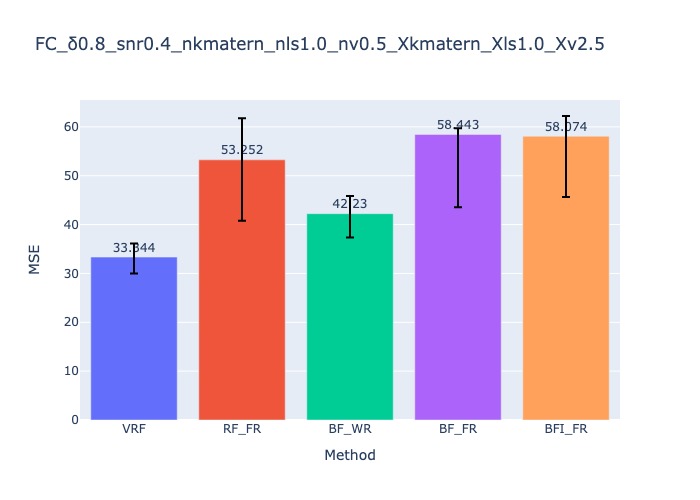 FC_δ0.8_snr0.4_nkmatern_nls1.0_nv0.5_Xkmatern_Xls1.0_Xv2.5
60
50
40
30
20
10
0
MSE
33.344
53.252
42.23
58.443
58.074
VRF
RF_FR
BF_WR
BF_FR
BFI_FR
Method